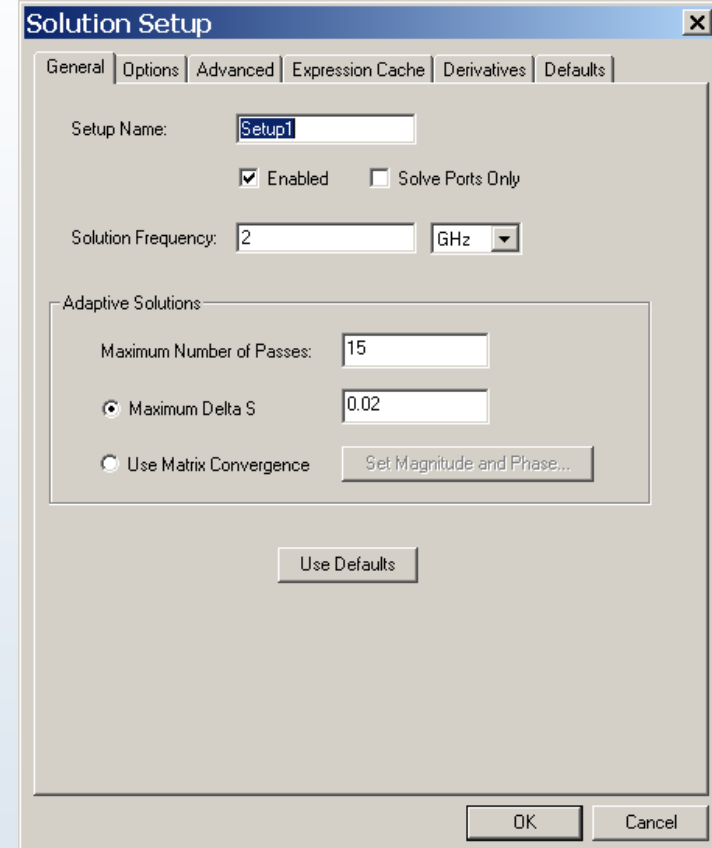 Solution Setup
General Options Advanced Expression Cache Derivatives Defaults
Setup Name: Setup1
Enabled Solve Ports Only
Solution Frequency: 2 GHz
Adaptive Solutions
Maximum Number of Passes: 15
Maximum Delta S 0.02
Use Matrix Convergence Set Magnitude and Phase...
Use Defaults
OK Cancel